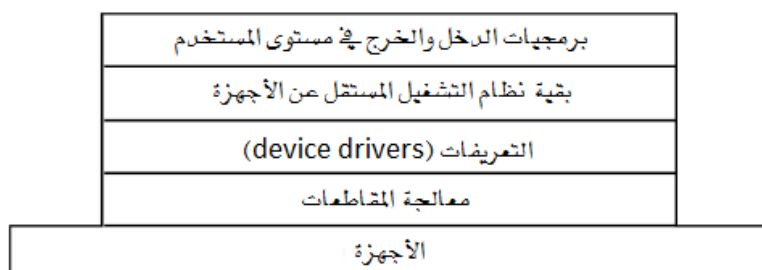 برمجيات الدخل والخرج في مستوى المستخدم
بقية نظام التشغيل المستقل عن الأجهزة
التعريفات (device drivers)
معالجة المقاطعات
الأجهزة